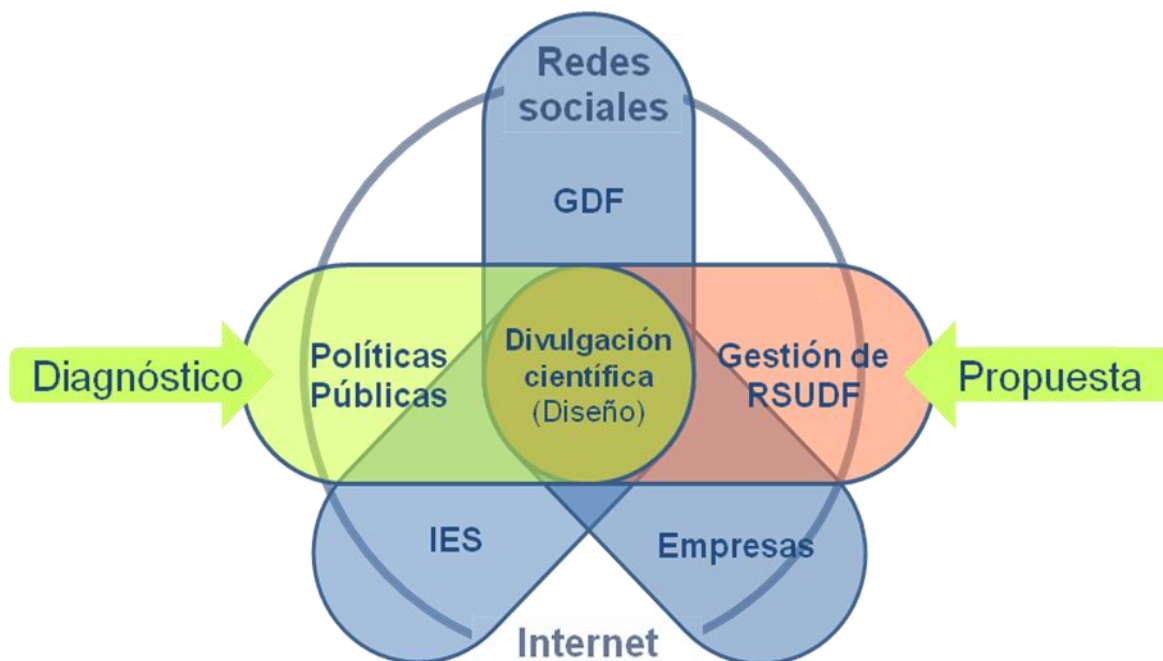 Redes
sociales
GDF
Diagnóstico
Políticas
Públicas
Divulgación
científica
(Diseño)
Gestión de
RSUDF
Propuesta
IES
Empresas
Internet